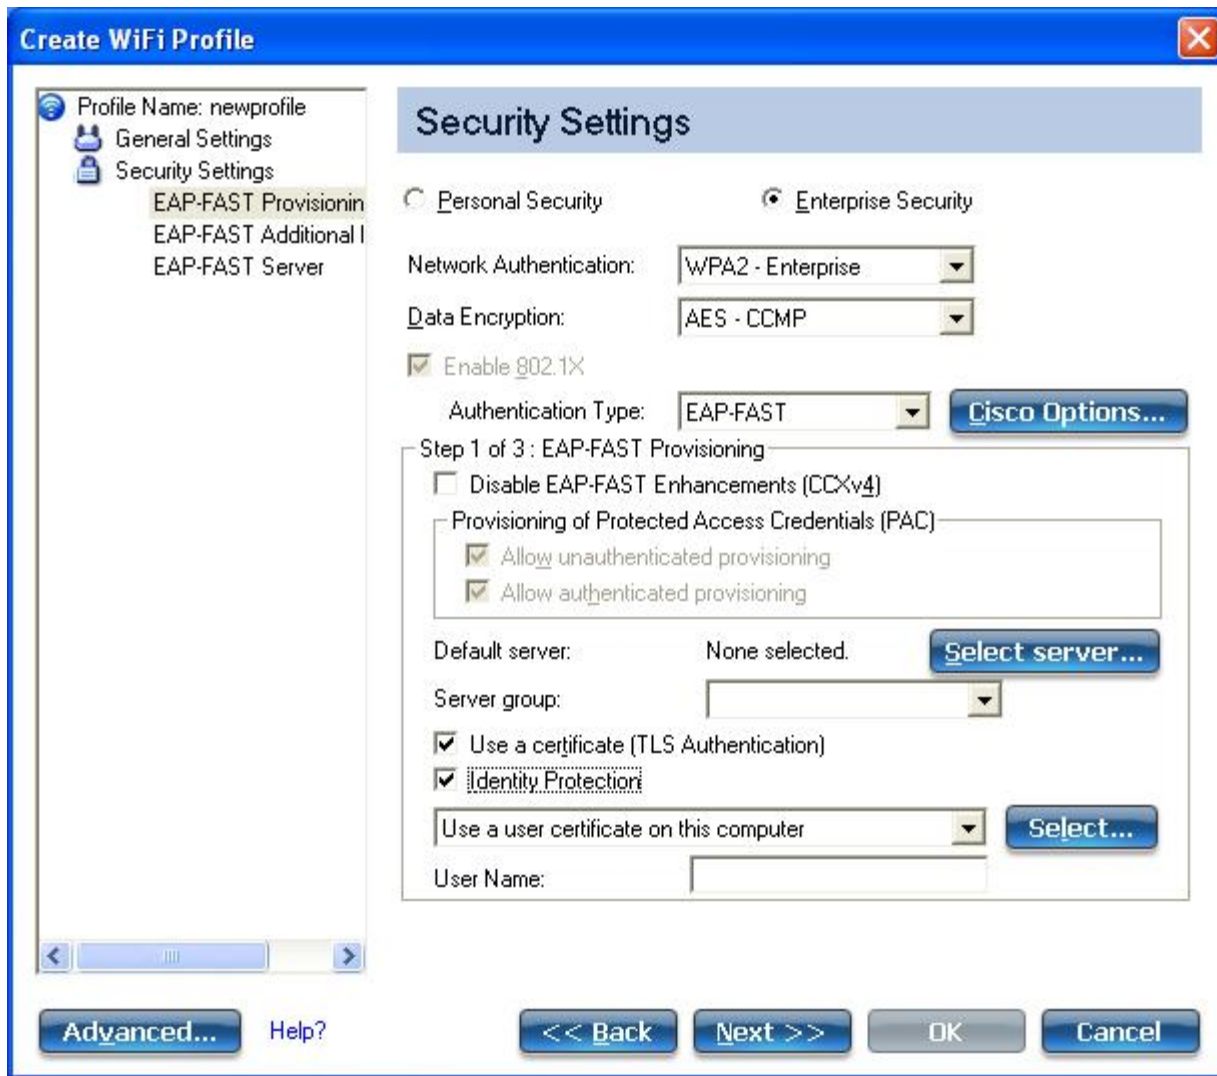 Create WiFi Profile
Profile Name: newprofile
General Settings
Security Settings
EAP-FAST Provisionin
EAP-FAST Additional I
EAP-FAST Server
Security Settings
Personal Security
Enterprise Security
Network Authentication:
WPA2 - Enterprise
Data Encryption:
AES - CCMP
Enable 802.1X
Authentication Type:
EAP-FAST
Cisco Options...
Step 1 of 3 : EAP-FAST Provisioning
Disable EAP-FAST Enhancements (CCXv4)
Provisioning of Protected Access Credentials (PAC)
Allow unauthenticated provisioning
Allow authenticated provisioning
Default server:
None selected.
Select server...
Server group:
Use a certificate (TLS Authentication)
Identity Protection
Use a user certificate on this computer
Select...
User Name:
Advanced...
Help?
<< Back
Next >>
OK
Cancel